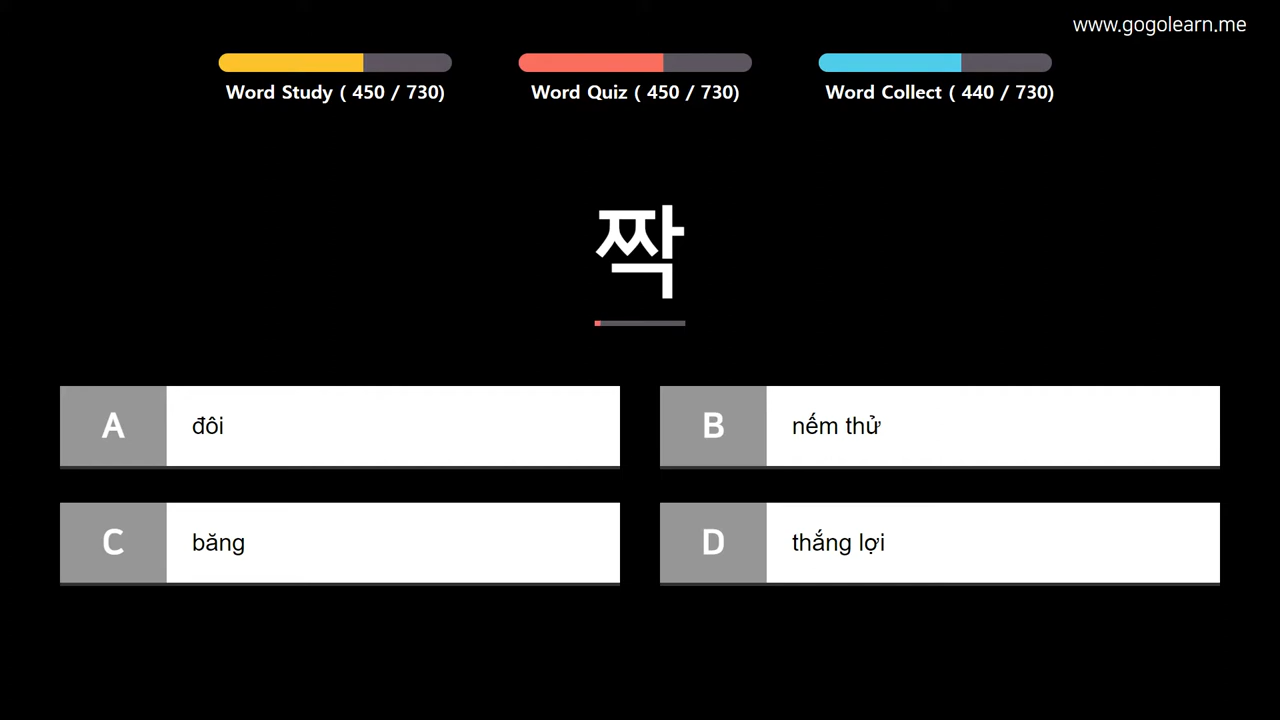 www.gogolearn.me
Word Study ( 450 / 730)
Word Quiz ( 450 / 730)
Word Collect ( 440 / 730)
짝
A đôi
B nếm thử
C băng
D thắng lợi